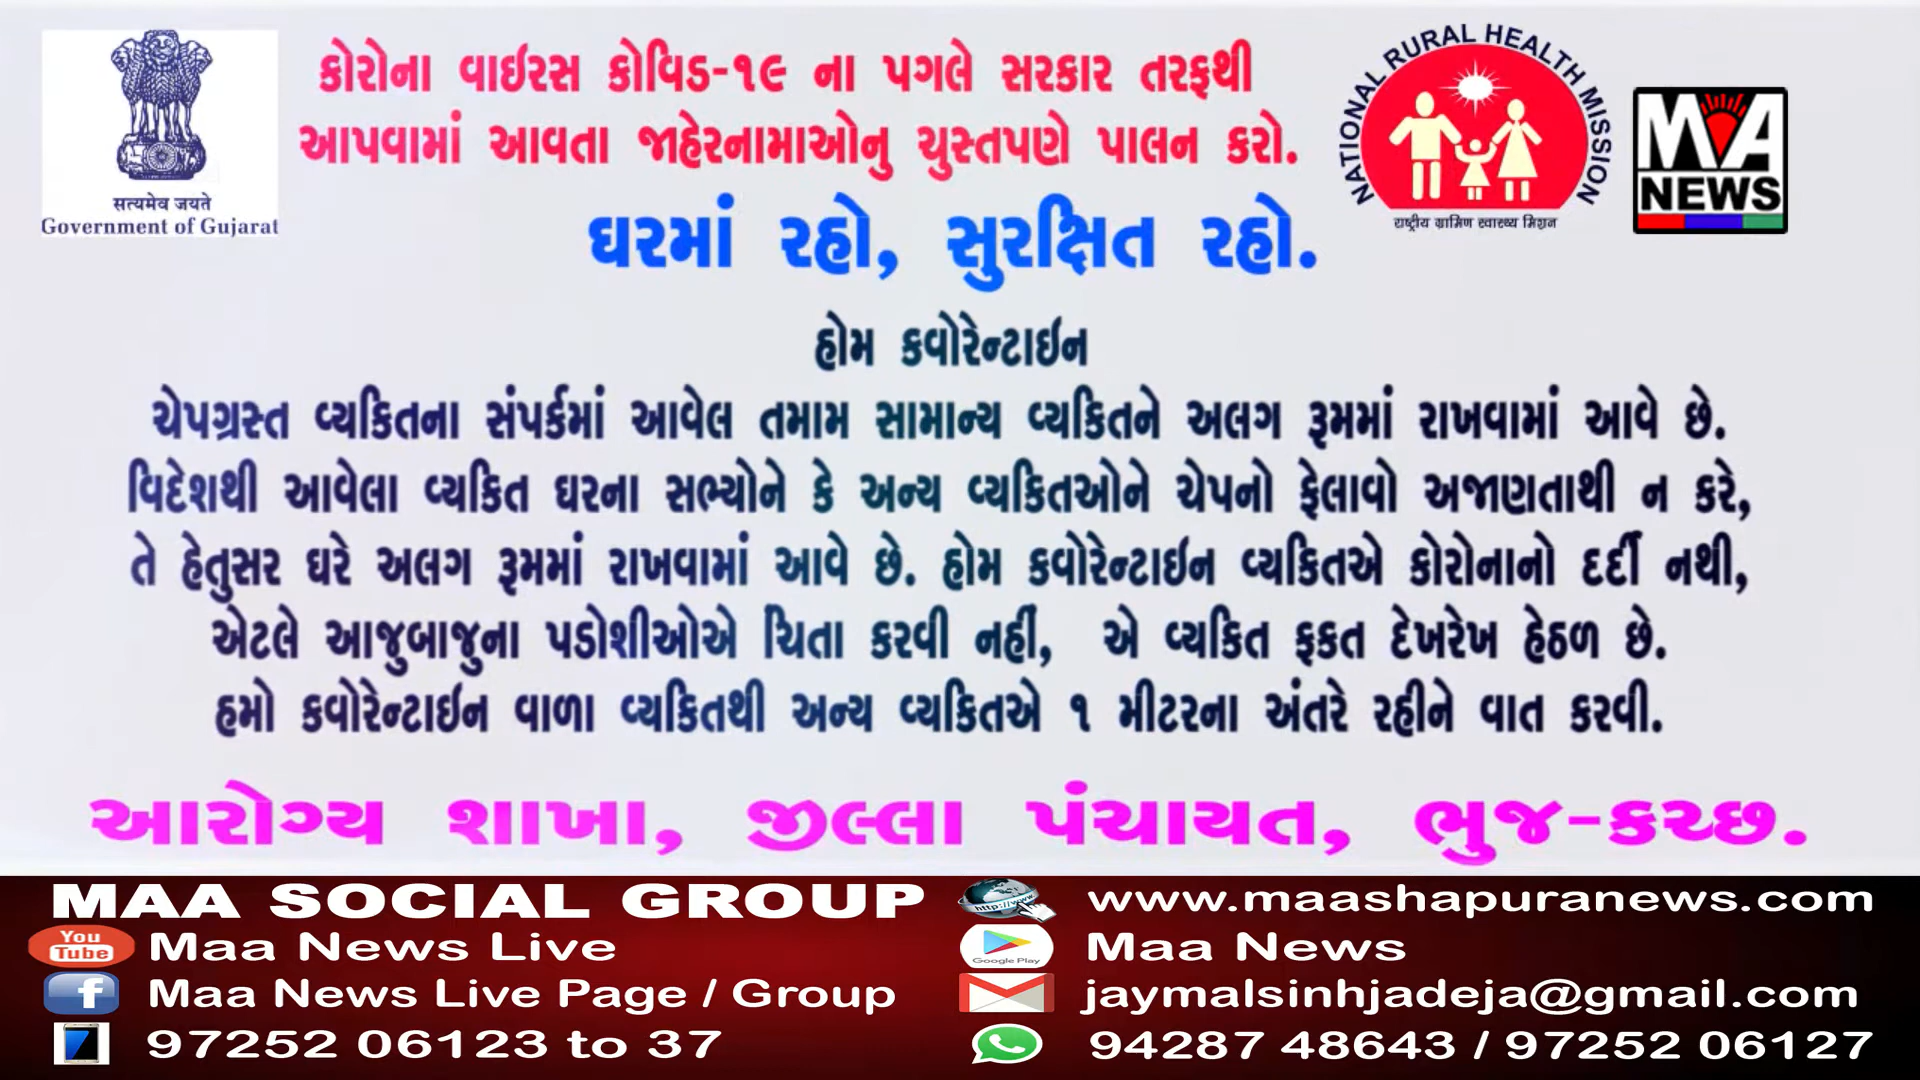 કોરોના વાઈરસ કોવિડ-૧૯ ના પગલે સરકાર તરફથી
આપવામાં આવતા જાહેરનામાઓનુ ચુસ્તપણે પાલન કરો.
सत्यमेव जयते
Government of Gujarat
NATIONAL RURAL HEALTH MISSION
राष्ट्रीय ग्रामिण स्वास्थ्य मिशन
MAA NEWS
ઘરમાં રહો, સુરક્ષિત રહો.
હોમ કવોરેન્ટાઈન
ચેપગ્રસ્ત વ્યકિતના સંપર્કમાં આવેલ તમામ સામાન્ય વ્યકિતને અલગ રૂમમાં રાખવામાં આવે છે.
વિદેશથી આવેલા વ્યકિત ઘરના સભ્યોને કે અન્ય વ્યકિતઓને ચેપનો ફેલાવો અજાણતાથી ન કરે,
તે હેતુસર ઘરે અલગ રૂમમાં રાખવામાં આવે છે. હોમ કવોરેન્ટાઈન વ્યકિતએ કોરોનાનો દર્દી નથી,
એટલે આજુબાજુના પડોશીઓએ ચિંતા કરવી નહીં, એ વ્યકિત ફકત દેખરેખ હેઠળ છે.
હમો કવોરેન્ટાઈન વાળા વ્યકિતથી અન્ય વ્યકિતએ ૧ મીટરના અંતરે રહીને વાત કરવી.
આરોગ્ય શાખા, જીલ્લા પંચાયત, ભુજ-કચ્છ.
MAA SOCIAL GROUP
http://www.
www.maashapuranews.com
You Tube Maa News Live
Google Play Maa News
f Maa News Live Page / Group
jaymalsinhjadeja@gmail.com
97252 06123 to 37
94287 48643 / 97252 06127